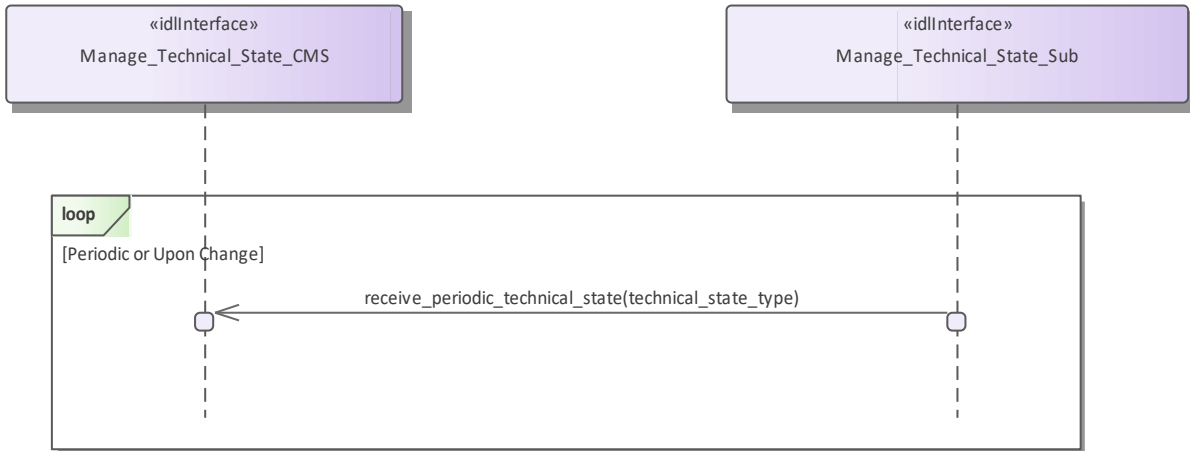 «idlInterface»
Manage_Technical_State_CMS
«idlInterface»
Manage_Technical_State_Sub
loop
[Periodic or Upon Change]
receive_periodic_technical_state(technical_state_type)